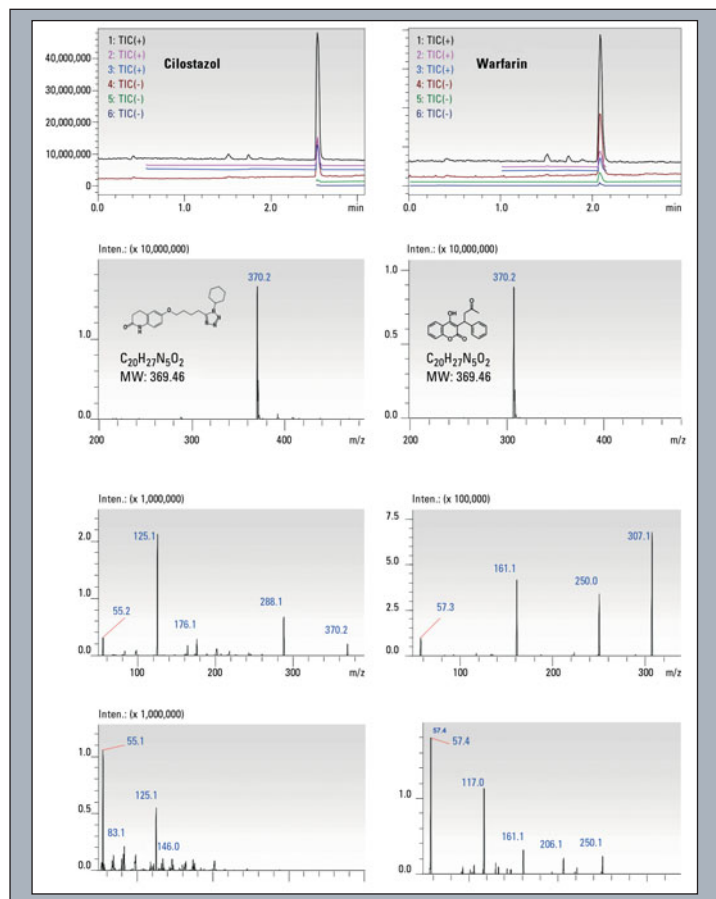 1: TIC(+)
2: TIC(+)
3: TIC(+)
4: TIC(-)
5: TIC(-)
6: TIC(-)
Cilostazol
40,000,000
30,000,000
20,000,000
10,000,000
0
0.0 1.0 2.0 min
1: TIC(+)
2: TIC(+)
3: TIC(+)
4: TIC(-)
5: TIC(-)
6: TIC(-)
Warfarin
0.0 1.0 2.0 min
Inten.: (x 10,000,000)
370.2
O
N
H
O
N
N
N
N
C20H27N5O2
MW: 369.46
1.0
0.0
200 300 400 m/z
Inten.: (x 10,000,000)
370.2
OH
O
O
O
C20H27N5O2
MW: 369.46
1.0
0.5
0.0
200 300 400 m/z
Inten.: (x 1,000,000)
125.1
55.2
176.1
288.1
370.2
2.0
1.0
0.0
100 200 300 m/z
Inten.: (x 100,000)
307.1
161.1
250.0
57.3
7.5
5.0
2.5
0.0
100 200 300 m/z
Inten.: (x 1,000,000)
55.1
125.1
83.1
146.0
1.0
0.5
0.0
57.4
57.4
117.0
161.1
206.1
250.1
1.0
0.0